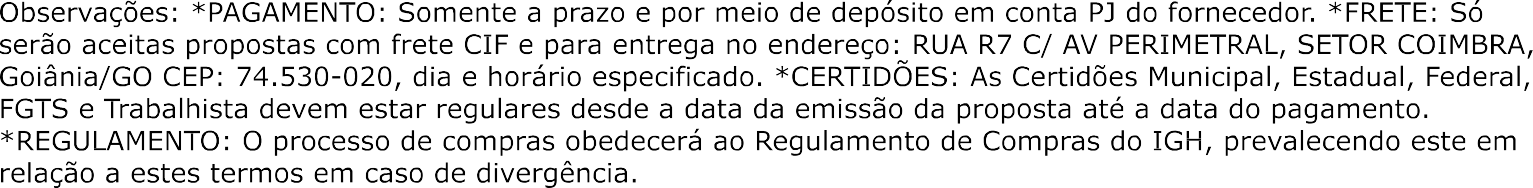 Observações: *PAGAMENTO: Somente a prazo e por meio de depósito em conta PJ do fornecedor. *FRETE: Só
serão aceitas propostas com frete CIF e para entrega no endereço: RUA R7 C/ AV PERIMETRAL, SETOR COIMBRA,
Goiânia/GO CEP: 74.530-020, dia e horário especificado. *CERTIDÕES: As Certidões Municipal, Estadual, Federal,
FGTS e Trabalhista devem estar regulares desde a data da emissão da proposta até a data do pagamento.
*REGULAMENTO: O processo de compras obedecerá ao Regulamento de Compras do IGH, prevalecendo este em
relação a estes termos em caso de divergência.